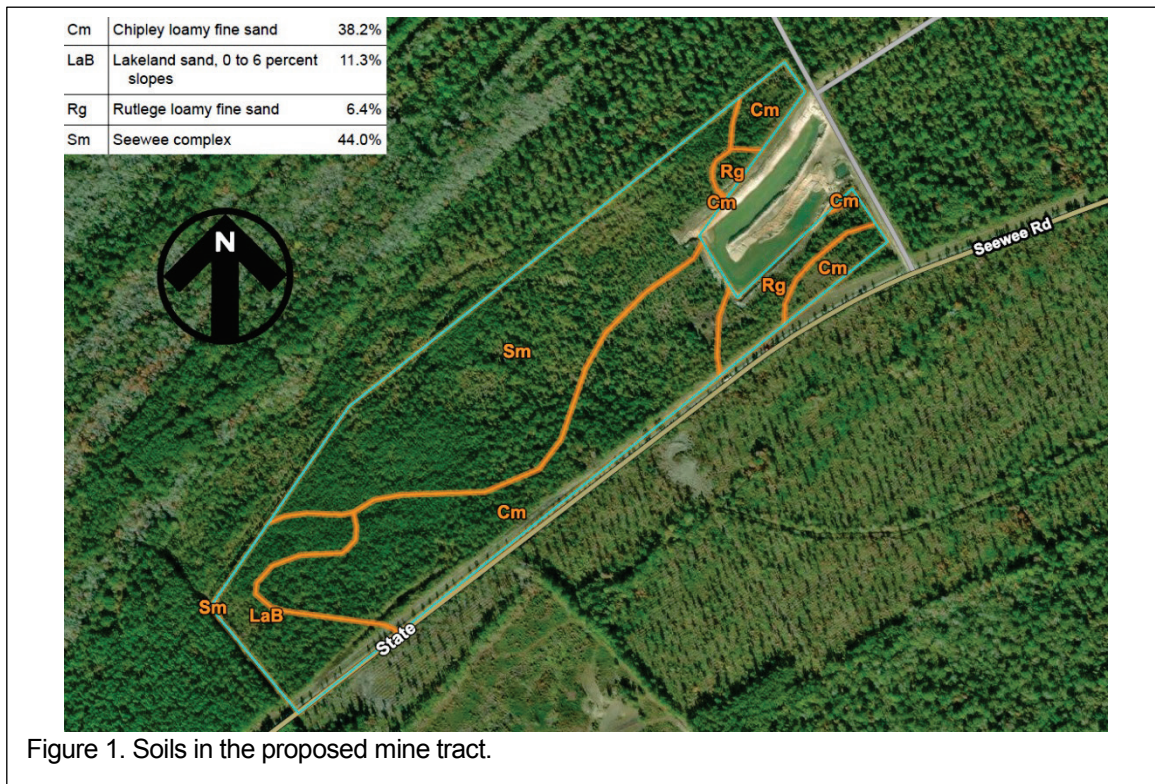 Cm Chipley loamy fine sand 38.2%
LaB Lakeland sand, 0 to 6 percent 11.3%
slopes
Rg Rutlege loamy fine sand 6.4%
Sm Seewee complex 44.0%
N
Cm
Rg
Cm
Cm
Seewee Rd
Cm
Rg
Sm
Cm
Sm
LaB
State
Figure 1. Soils in the proposed mine tract.